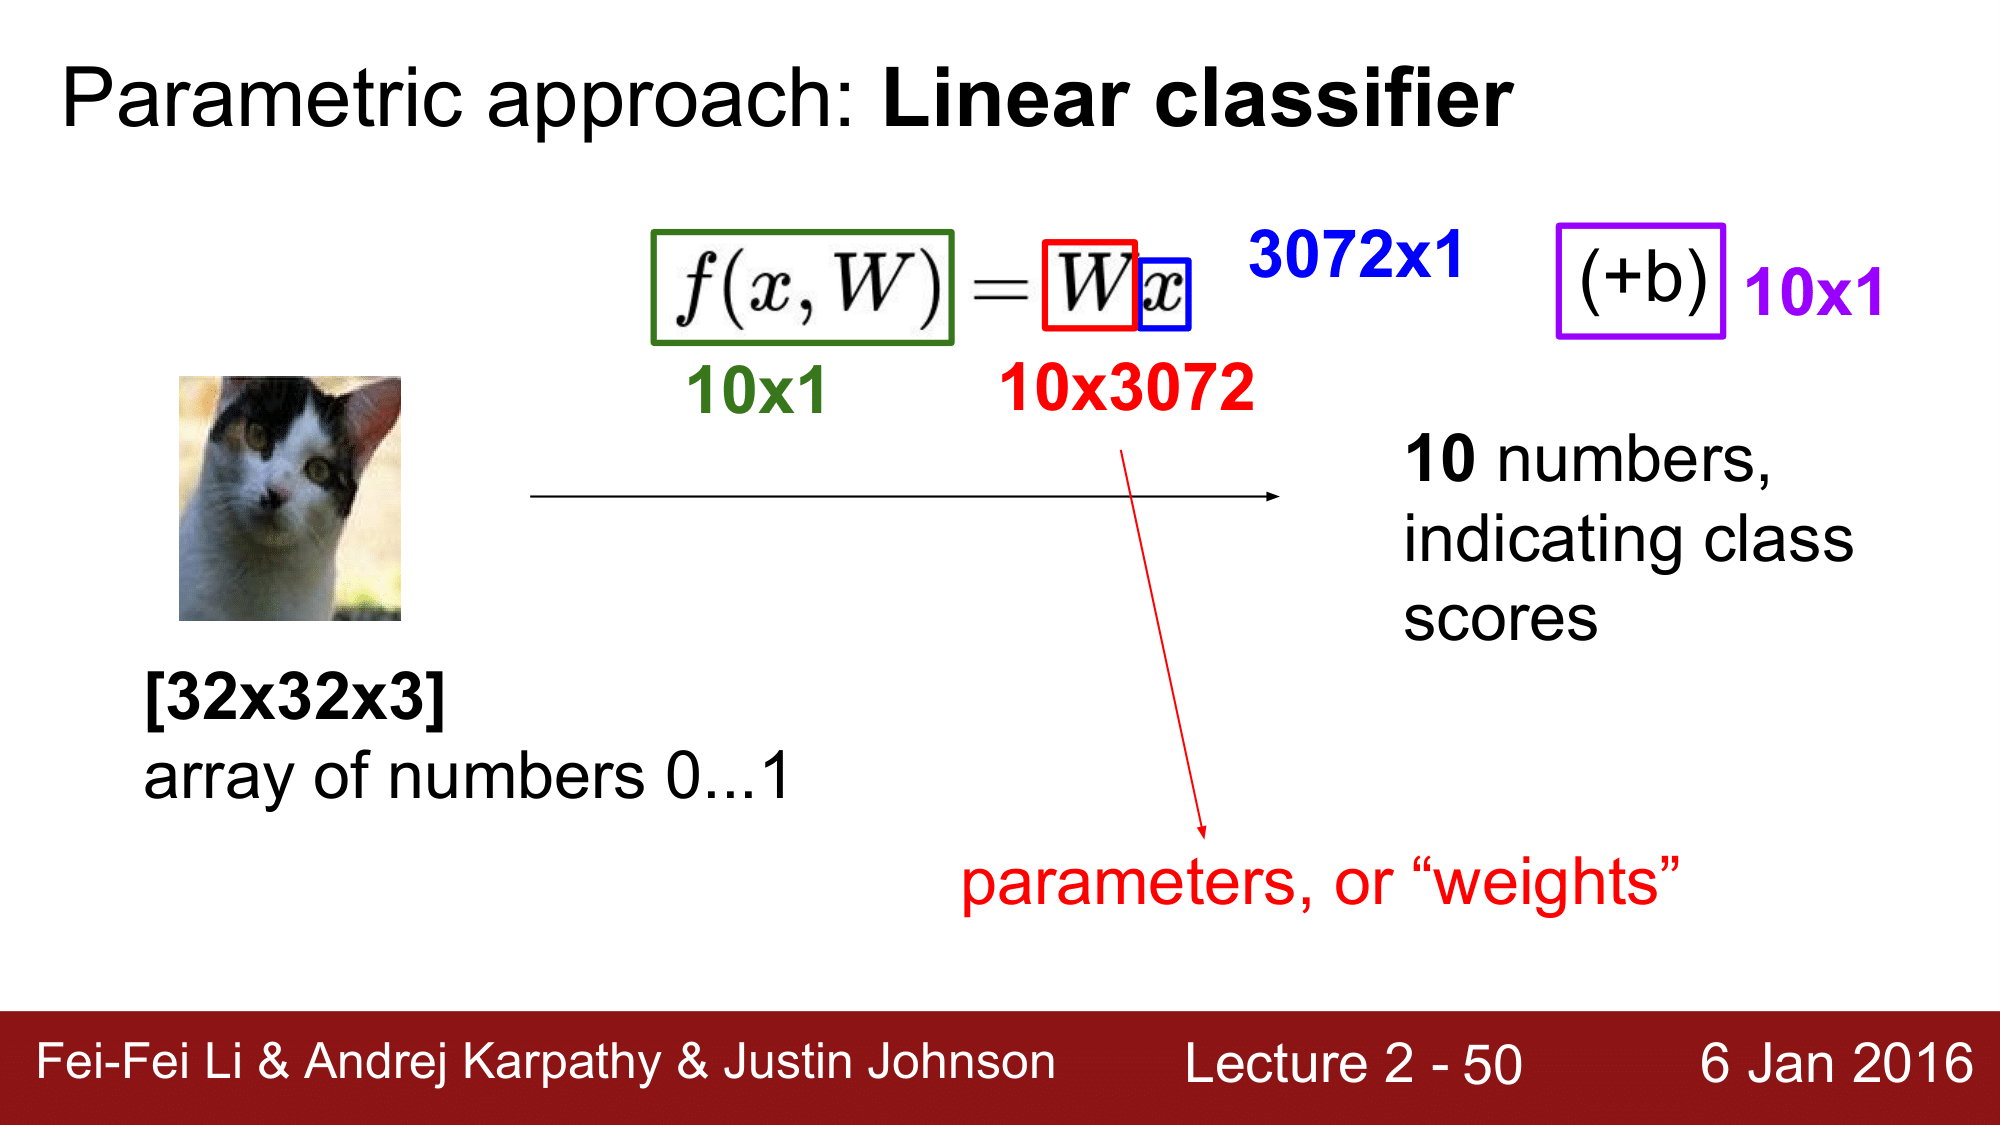 Parametric approach: Linear classifier
f(x, W) = Wx
3072x1
(+b)
10x1
10x1
10x3072
10 numbers,
indicating class
scores
[32x32x3]
array of numbers 0...1
parameters, or “weights”
Fei-Fei Li & Andrej Karpathy & Justin Johnson
Lecture 2 - 50
6 Jan 2016